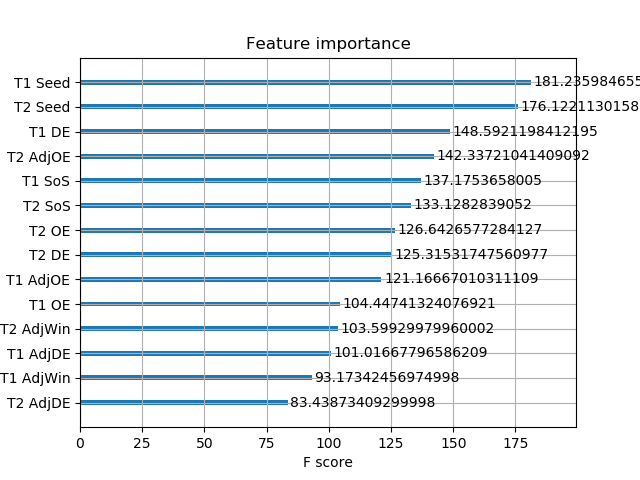 Feature importance
T1 Seed 181.235984655
T2 Seed 176.1221130158
T1 DE 148.5921198412195
T2 AdjOE 142.33721041409092
T1 SoS 137.1753658005
T2 SoS 133.1282839052
T2 OE 126.6426577284127
T2 DE 125.31531747560977
T1 AdjOE 121.16667010311109
T1 OE 104.44741324076921
T2 AdjWin 103.59929979960002
T1 AdjDE 101.01667796586209
T1 AdjWin 93.17342456974998
T2 AdjDE 83.43873409299998
0 25 50 75 100 125 150 175
F score